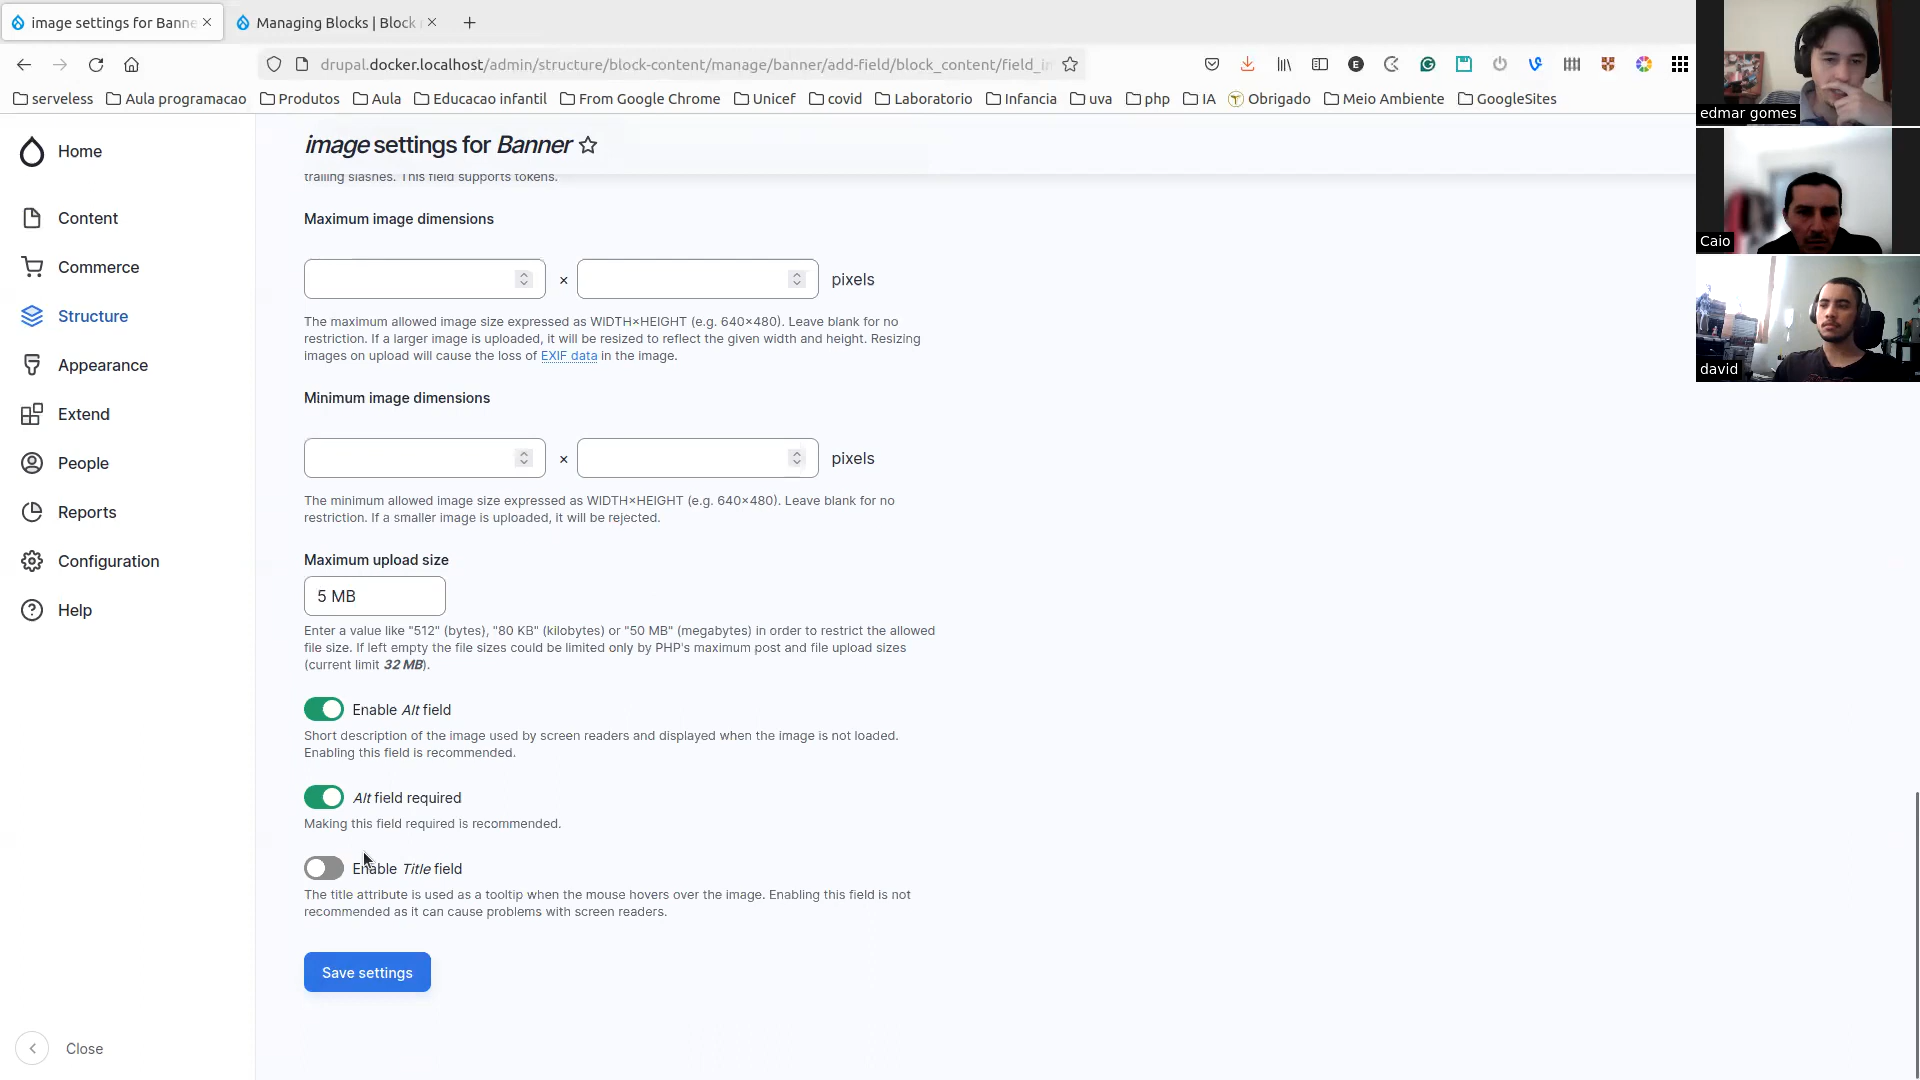 image settings for Banne
Managing Blocks | Block
drupal.docker.localhost/admin/structure/block-content/manage/banner/add-field/block_content/field_i
serveless
Aula programacao
Produtos
Aula
Educacao infantil
From Google Chrome
Unicef
covid
Laboratorio
Infancia
uva
php
IA
Obrigado
Meio Ambiente
GoogleSites
edmar gomes
Caio
david
Home
Content
Commerce
Structure
Appearance
Extend
People
Reports
Configuration
Help
Close
image settings for Banner
trailing slashes. This field supports tokens.
Maximum image dimensions
× pixels
The maximum allowed image size expressed as WIDTH×HEIGHT (e.g. 640×480). Leave blank for no
restriction. If a larger image is uploaded, it will be resized to reflect the given width and height. Resizing
images on upload will cause the loss of EXIF data in the image.
Minimum image dimensions
× pixels
The minimum allowed image size expressed as WIDTH×HEIGHT (e.g. 640×480). Leave blank for no
restriction. If a smaller image is uploaded, it will be rejected.
Maximum upload size
5 MB
Enter a value like "512" (bytes), "80 KB" (kilobytes) or "50 MB" (megabytes) in order to restrict the allowed
file size. If left empty the file sizes could be limited only by PHP's maximum post and file upload sizes
(current limit 32 MB).
Enable Alt field
Short description of the image used by screen readers and displayed when the image is not loaded.
Enabling this field is recommended.
Alt field required
Making this field required is recommended.
Enable Title field
The title attribute is used as a tooltip when the mouse hovers over the image. Enabling this field is not
recommended as it can cause problems with screen readers.
Save settings